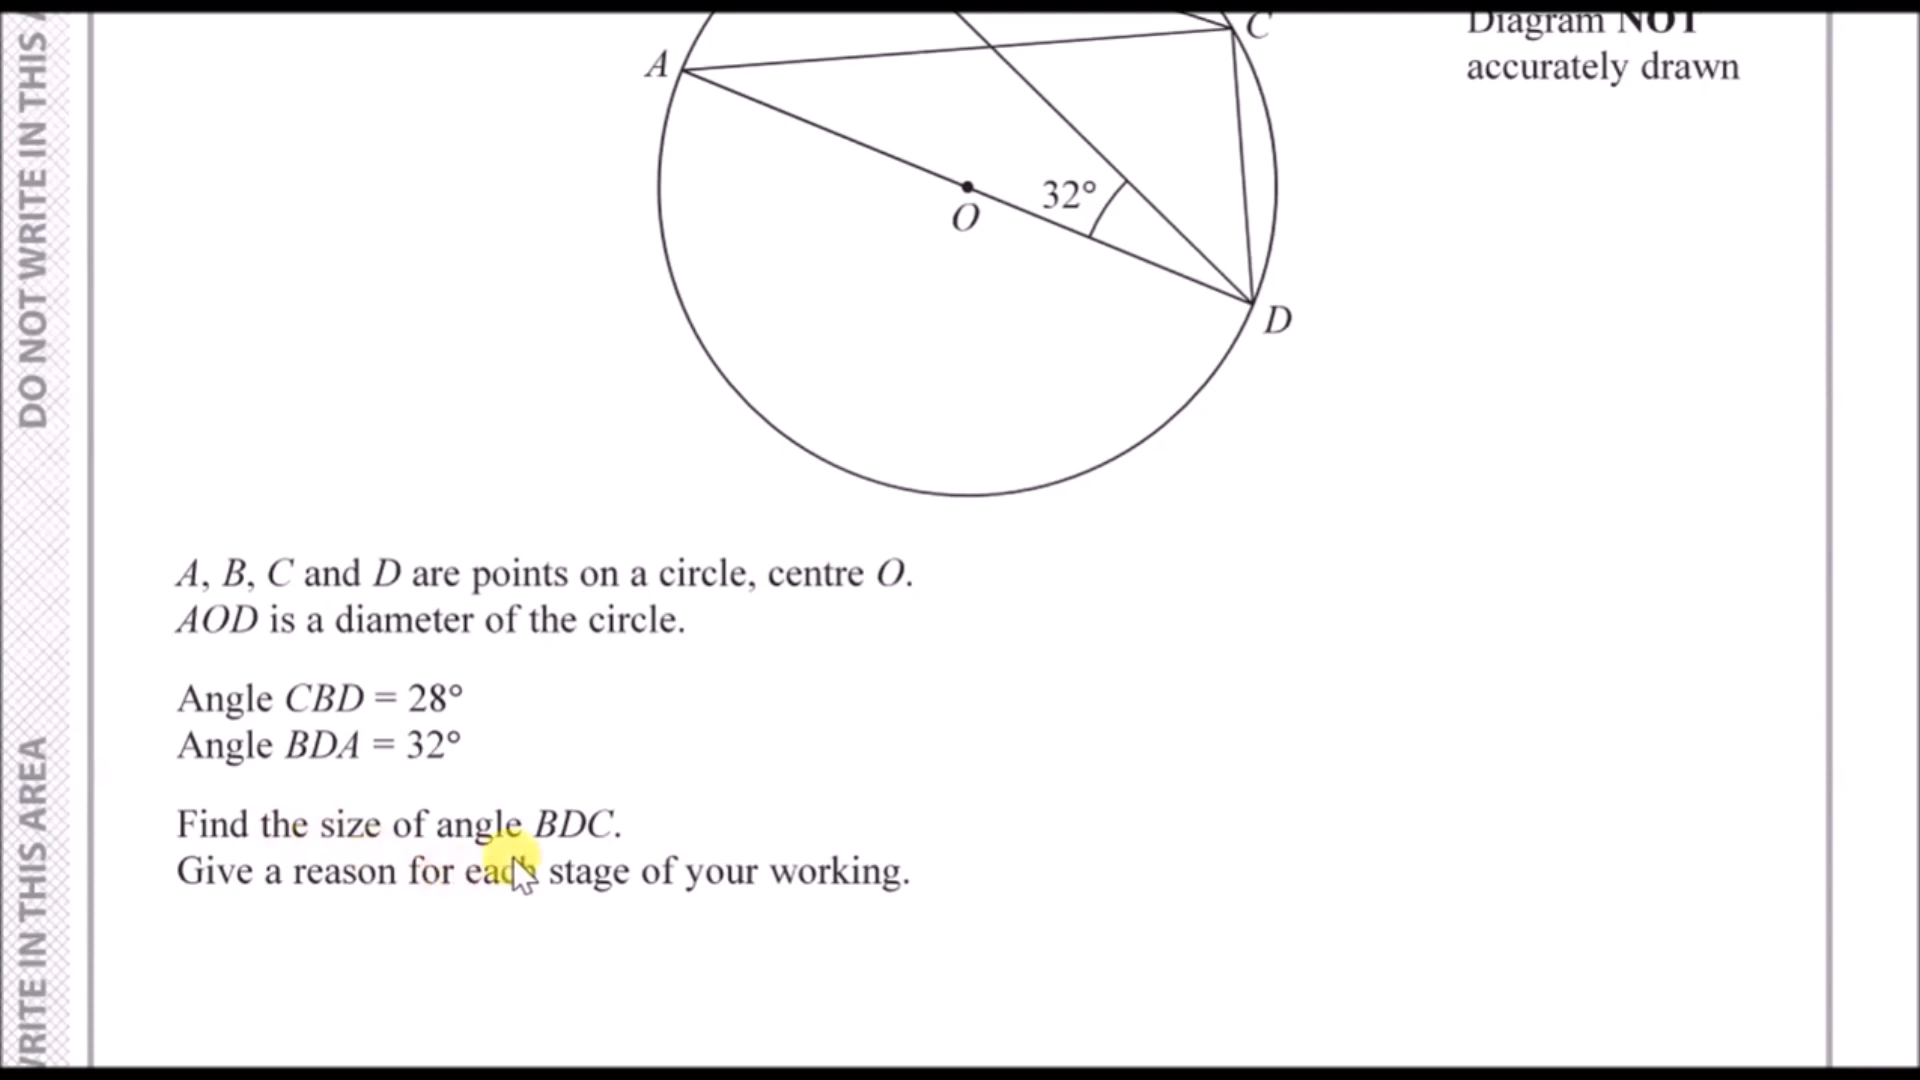 C
Diagram NOT
accurately drawn
A
32°
O
D
A, B, C and D are points on a circle, centre O.
AOD is a diameter of the circle.
Angle CBD = 28°
Angle BDA = 32°
Find the size of angle BDC.
Give a reason for each stage of your working.
DO NOT WRITE IN THIS
WRITE IN THIS AREA